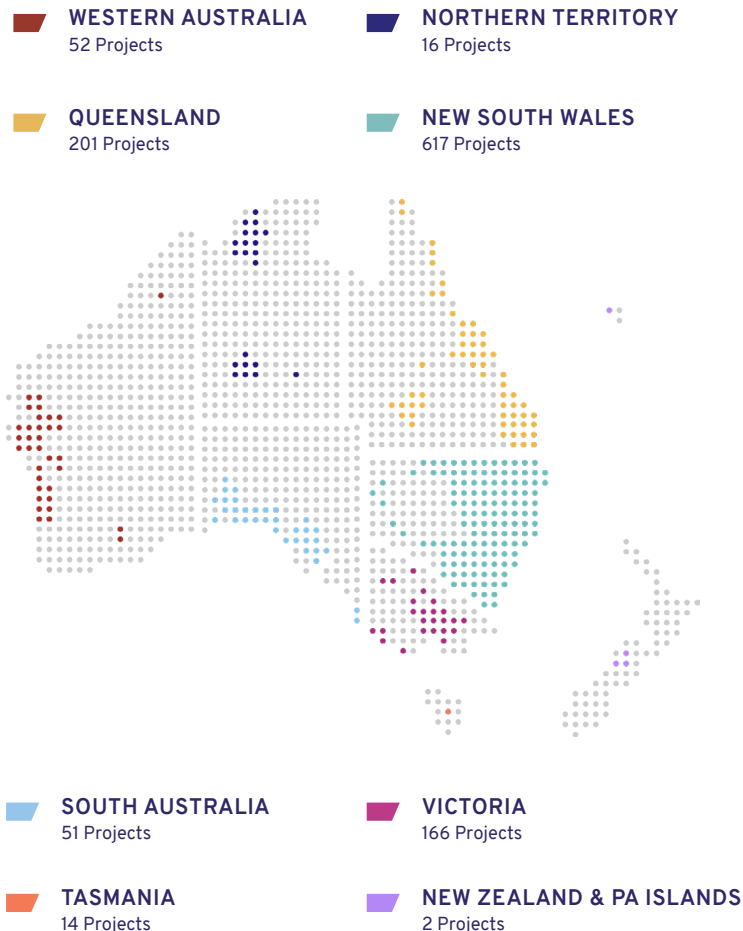 WESTERN AUSTRALIA
52 Projects
NORTHERN TERRITORY
16 Projects
QUEENSLAND
201 Projects
NEW SOUTH WALES
617 Projects
SOUTH AUSTRALIA
51 Projects
VICTORIA
166 Projects
TASMANIA
14 Projects
NEW ZEALAND & PA ISLANDS
2 Projects